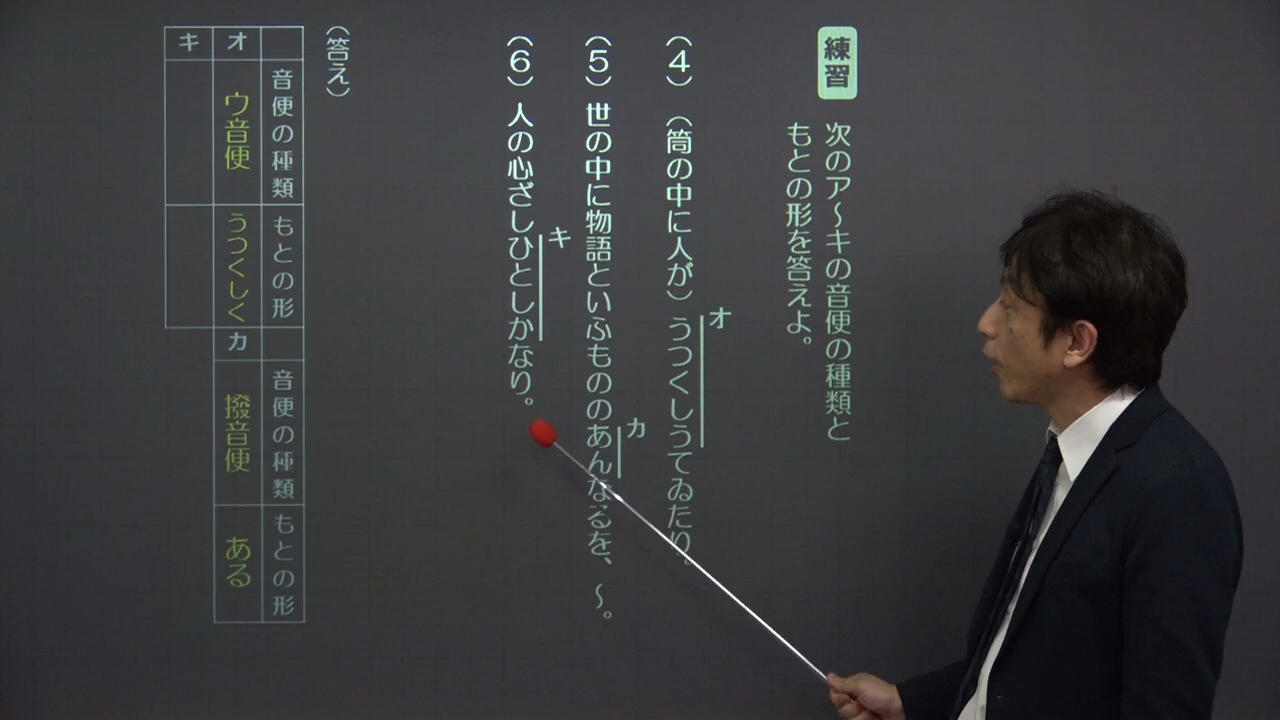 練習
次のア～キの音便の種類と
もとの形を答えよ。
（４）（筒の中に人が）うつくしうてゐたり。
オ
（５）世の中に物語といふもののあんなるを、～。
カ
（６）人の心ざしひとしかなり。
キ
（答え）
音便の種類 もとの形
オ ウ音便 うつくしく
キ
音便の種類 もとの形
カ 撥音便 ある